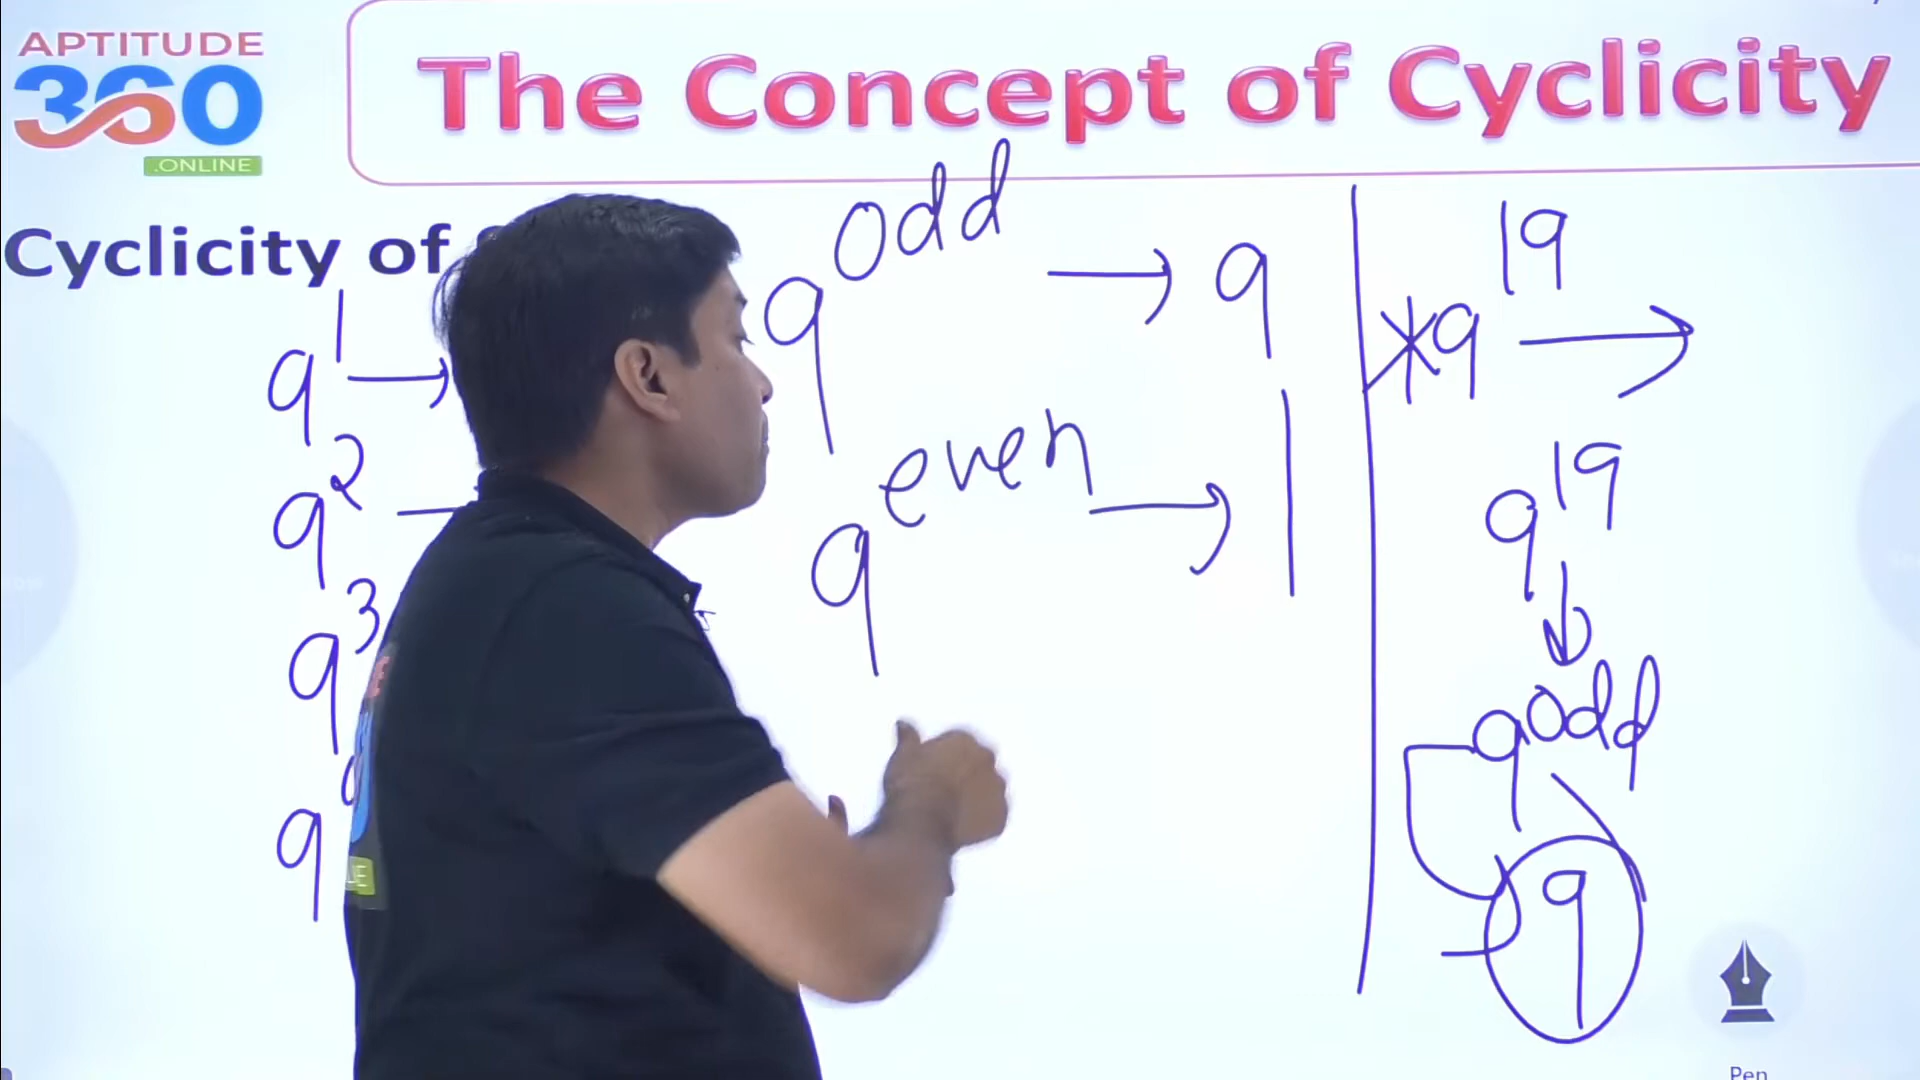 APTITUDE
360
.ONLINE
The Concept of Cyclicity
Cyclicity of
9^1 →
9^2
9^3
9
9^odd → 9
9^even → 1
*9^19 →
9^19
9^odd
9
Pen